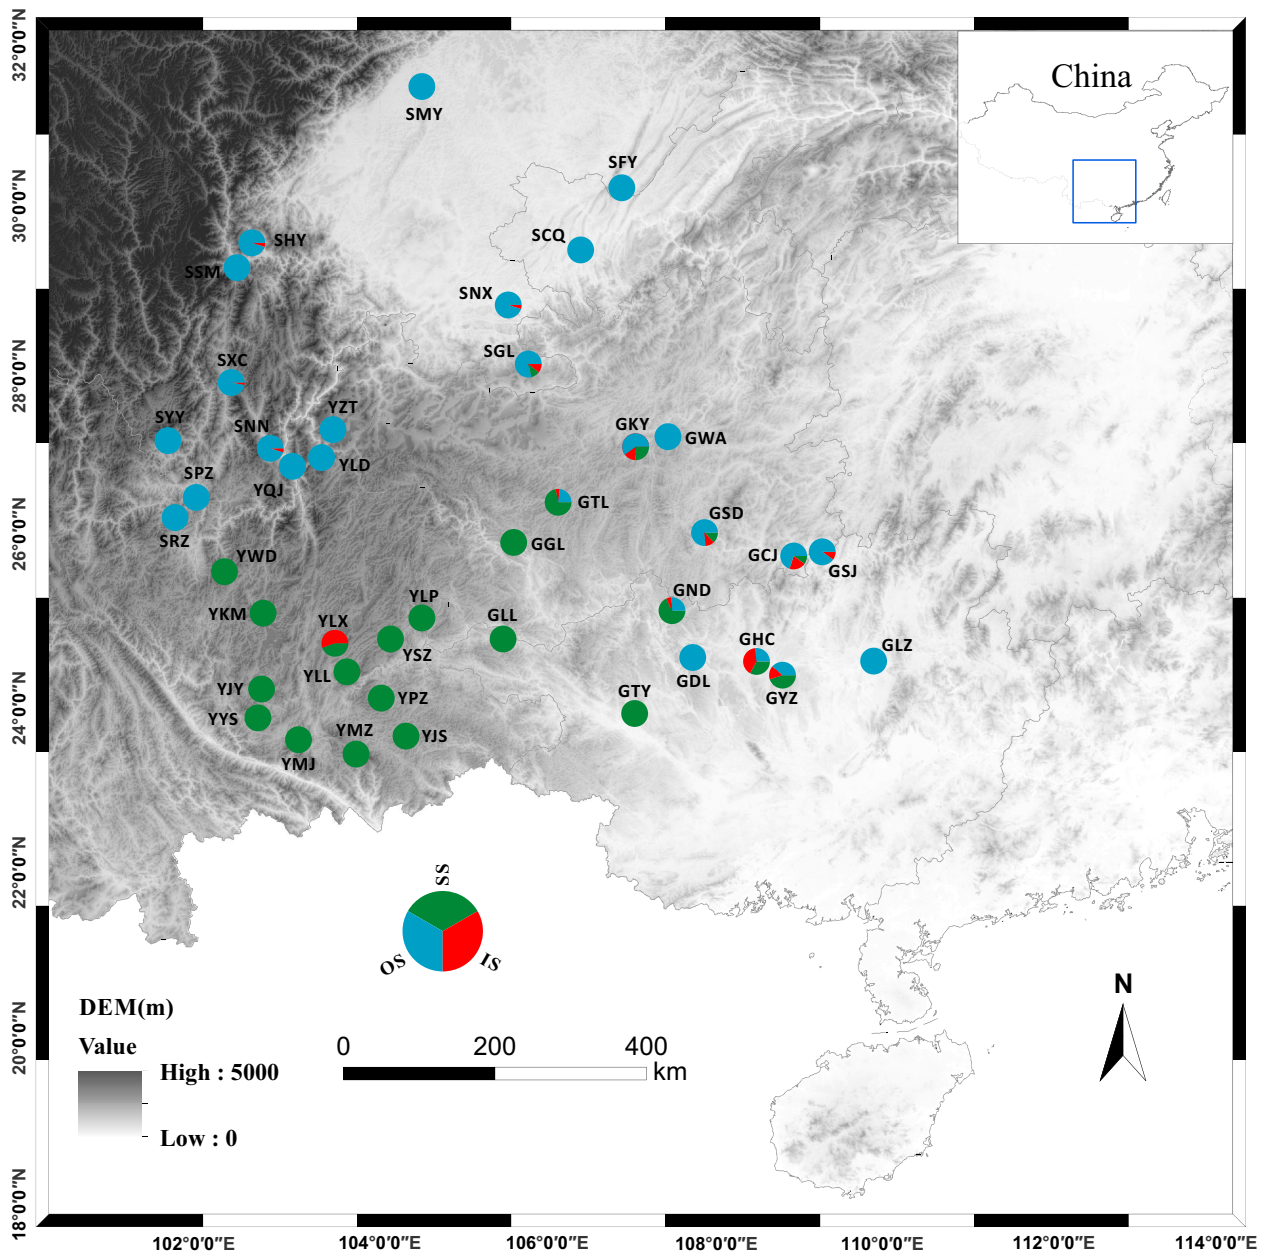 32°0'0"N
30°0'0"N
28°0'0"N
26°0'0"N
24°0'0"N
22°0'0"N
20°0'0"N
18°0'0"N
China
SMY
SFY
SCQ
SHY
SSM
SNX
SGL
SXC
YZT
SYY
SNN
YLD
YQJ
SPZ
SRZ
GKY
GWA
GTL
GGL
GSD
GCJ
GSJ
YWD
YKM
YLX
YLP
YSZ
GLL
GND
YLL
GDL
GHC
GYZ
GLZ
YJY
YPZ
GTY
YYS
YMJ
YMZ
YJS
SS
OS
IS
DEM(m)
Value
High : 5000
Low : 0
0 200 400
km
N
102°0'0"E 104°0'0"E 106°0'0"E 108°0'0"E 110°0'0"E 112°0'0"E 114°0'0"E